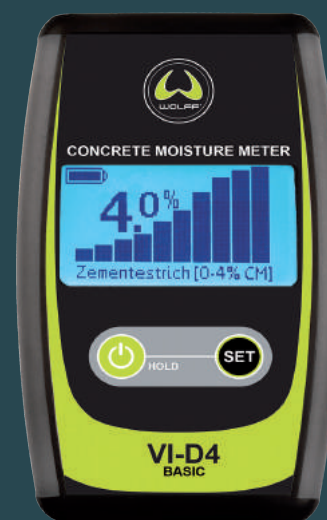 WOLFF
CONCRETE MOISTURE METER
4.0%
Zementestrich [0-4% CM]
HOLD
SET
VI-D4
BASIC